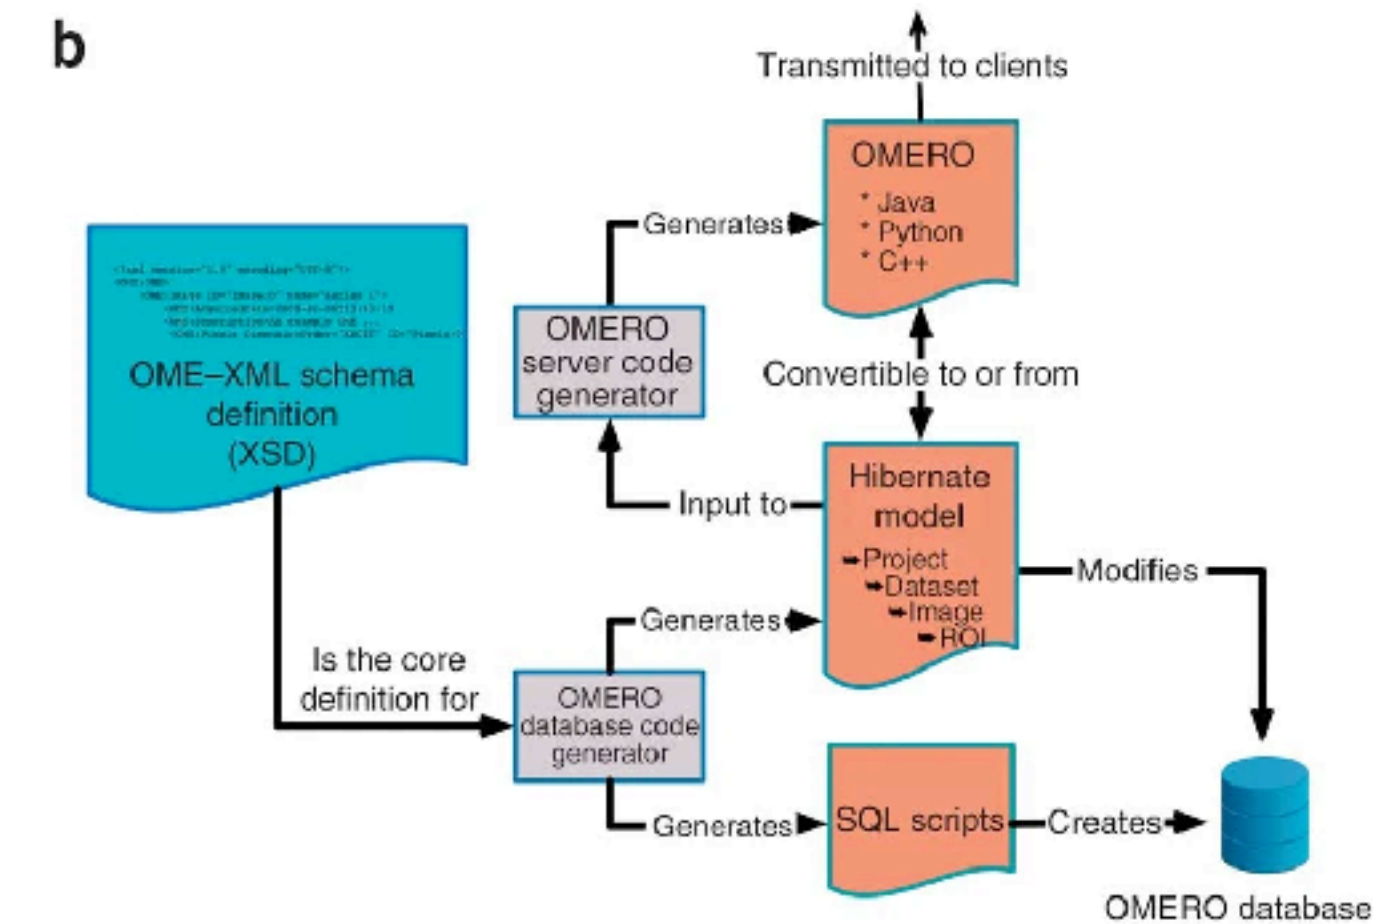 b
Transmitted to clients
OMERO
* Java
* Python
* C++
Generates
OMERO
server code
generator
OME–XML schema
definition
(XSD)
Convertible to or from
Hibernate
model
➥Project
➥Dataset
➥Image
➥ROI
Input to
Modifies
Generates
Is the core
definition for
OMERO
database code
generator
Generates
SQL scripts
Creates
OMERO database